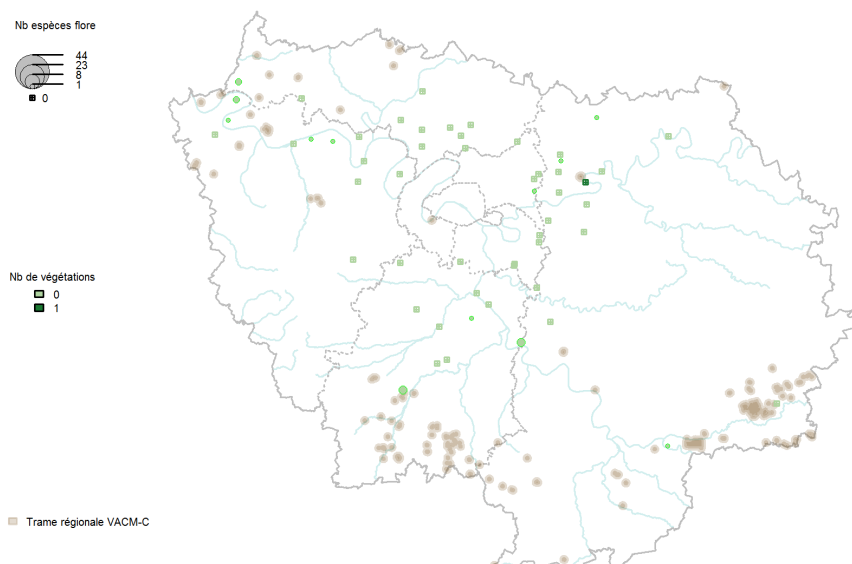 Nb espèces flore
44
23
8
1
0
Nb de végétations
0
1
Trame régionale VACM-C